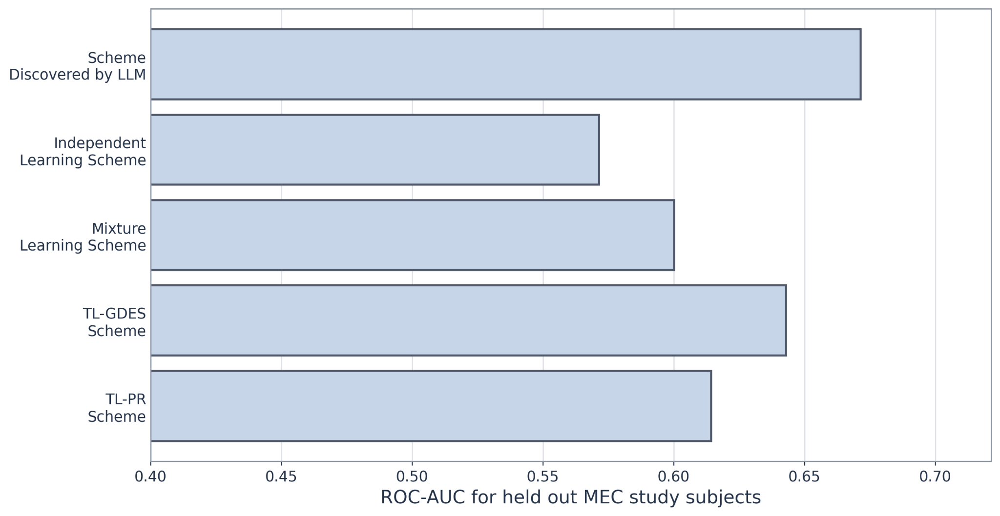 Scheme
Discovered by LLM
Independent
Learning Scheme
Mixture
Learning Scheme
TL-GDES
Scheme
TL-PR
Scheme
0.40 0.45 0.50 0.55 0.60 0.65 0.70
ROC-AUC for held out MEC study subjects